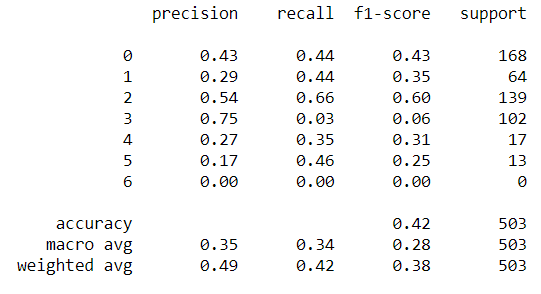 precision recall f1-score support
0 0.43 0.44 0.43 168
1 0.29 0.44 0.35 64
2 0.54 0.66 0.60 139
3 0.75 0.03 0.06 102
4 0.27 0.35 0.31 17
5 0.17 0.46 0.25 13
6 0.00 0.00 0.00 0
accuracy 0.42 503
macro avg 0.35 0.34 0.28 503
weighted avg 0.49 0.42 0.38 503